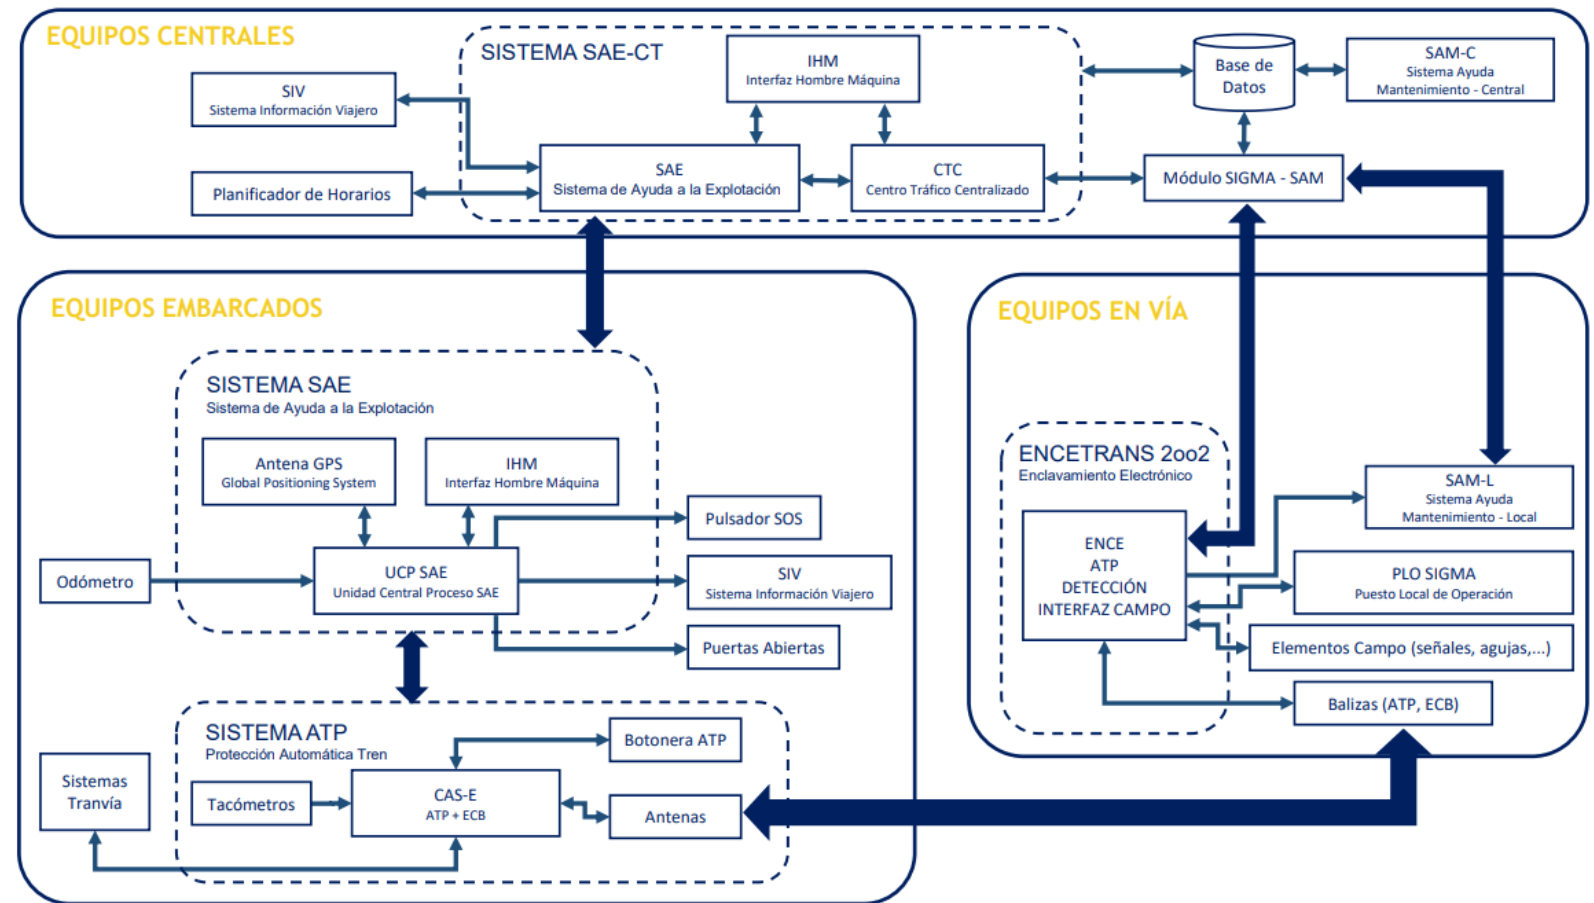 EQUIPOS CENTRALES
SISTEMA SAE-CT
IHM
Interfaz Hombre Máquina
Base de
Datos
SAM-C
Sistema Ayuda
Mantenimiento - Central
SIV
Sistema Información Viajero
SAE
Sistema de Ayuda a la Explotación
CTC
Centro Tráfico Centralizado
Módulo SIGMA - SAM
Planificador de Horarios
EQUIPOS EMBARCADOS
SISTEMA SAE
Sistema de Ayuda a la Explotación
Antena GPS
Global Positioning System
IHM
Interfaz Hombre Máquina
Pulsador SOS
Odómetro
UCP SAE
Unidad Central Proceso SAE
SIV
Sistema Información Viajero
Puertas Abiertas
SISTEMA ATP
Protección Automática Tren
Botonera ATP
Sistemas
Tranvía
Tacómetros
CAS-E
ATP + ECB
Antenas
EQUIPOS EN VÍA
ENCETRANS 2oo2
Enclavamiento Electrónico
SAM-L
Sistema Ayuda
Mantenimiento - Local
ENCE
ATP
DETECCIÓN
INTERFAZ CAMPO
PLO SIGMA
Puesto Local de Operación
Elementos Campo (señales, agujas,...)
Balizas (ATP, ECB)